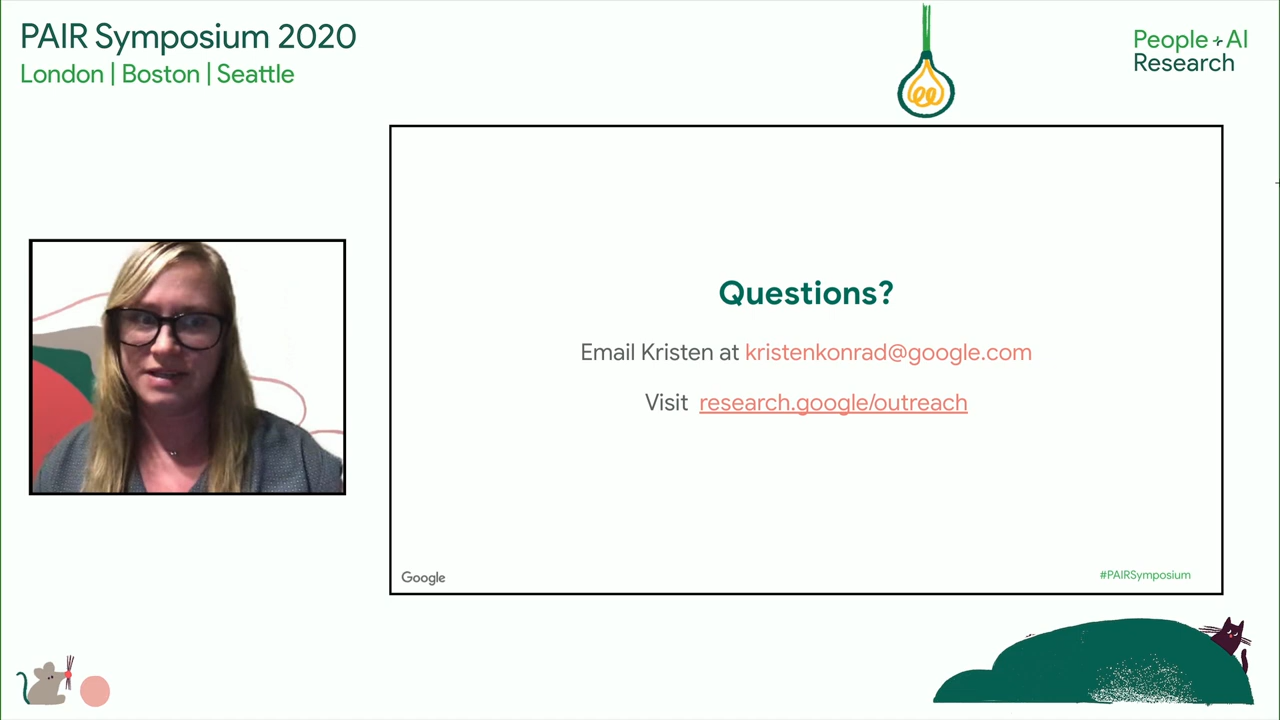 PAIR Symposium 2020
London | Boston | Seattle
People + AI
Research
Questions?
Email Kristen at kristenkonrad@google.com
Visit research.google/outreach
Google
#PAIRSymposium